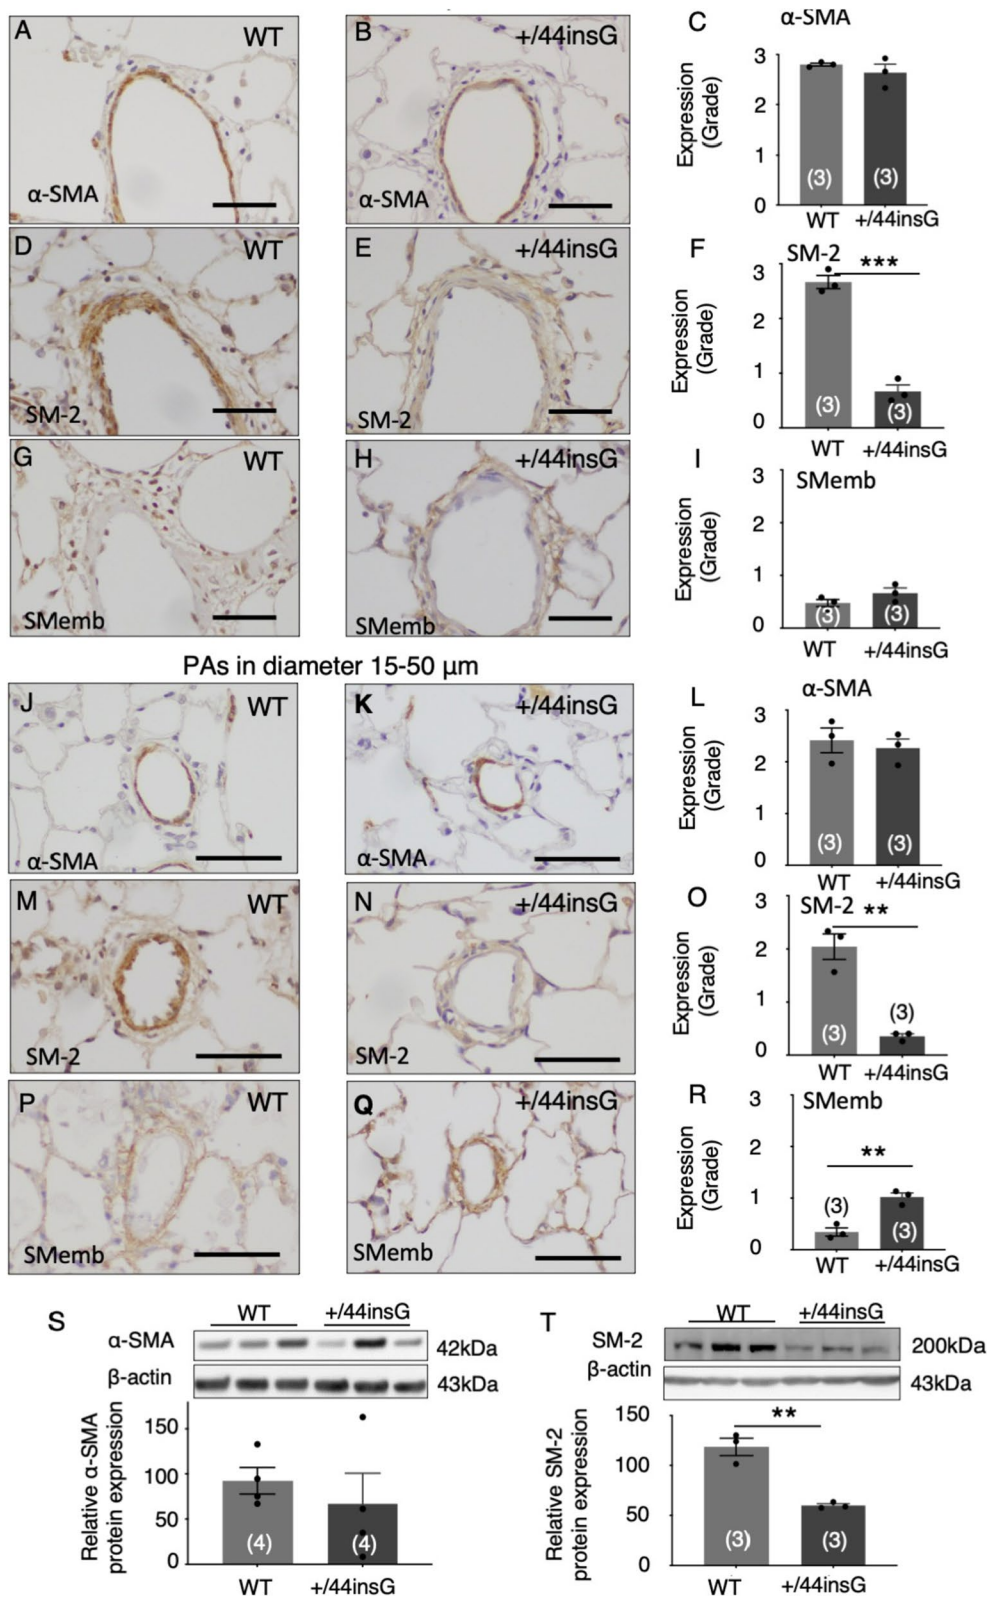 A WT
α-SMA
B +/44insG
α-SMA
C α-SMA
Expression
(Grade)
3
2
1
0
(3) (3)
WT +/44insG
D WT
SM-2
E +/44insG
SM-2
F SM-2
***
Expression
(Grade)
3
2
1
0
(3) (3)
WT +/44insG
G WT
SMemb
H +/44insG
SMemb
I SMemb
Expression
(Grade)
3
2
1
0
(3) (3)
WT +/44insG
PAs in diameter 15-50 μm
J WT
α-SMA
K +/44insG
α-SMA
L α-SMA
Expression
(Grade)
3
2
1
0
(3) (3)
WT +/44insG
M WT
SM-2
N +/44insG
SM-2
O SM-2
**
Expression
(Grade)
3
2
1
0
(3) (3)
WT +/44insG
P WT
SMemb
Q +/44insG
SMemb
R SMemb
**
Expression
(Grade)
3
2
1
0
(3) (3)
WT +/44insG
S WT +/44insG
α-SMA 42kDa
β-actin 43kDa
Relative α-SMA
protein expression
150
100
50
0
(4) (4)
WT +/44insG
T WT +/44insG
SM-2 200kDa
β-actin 43kDa
Relative SM-2
protein expression
**
150
100
50
0
(3) (3)
WT +/44insG